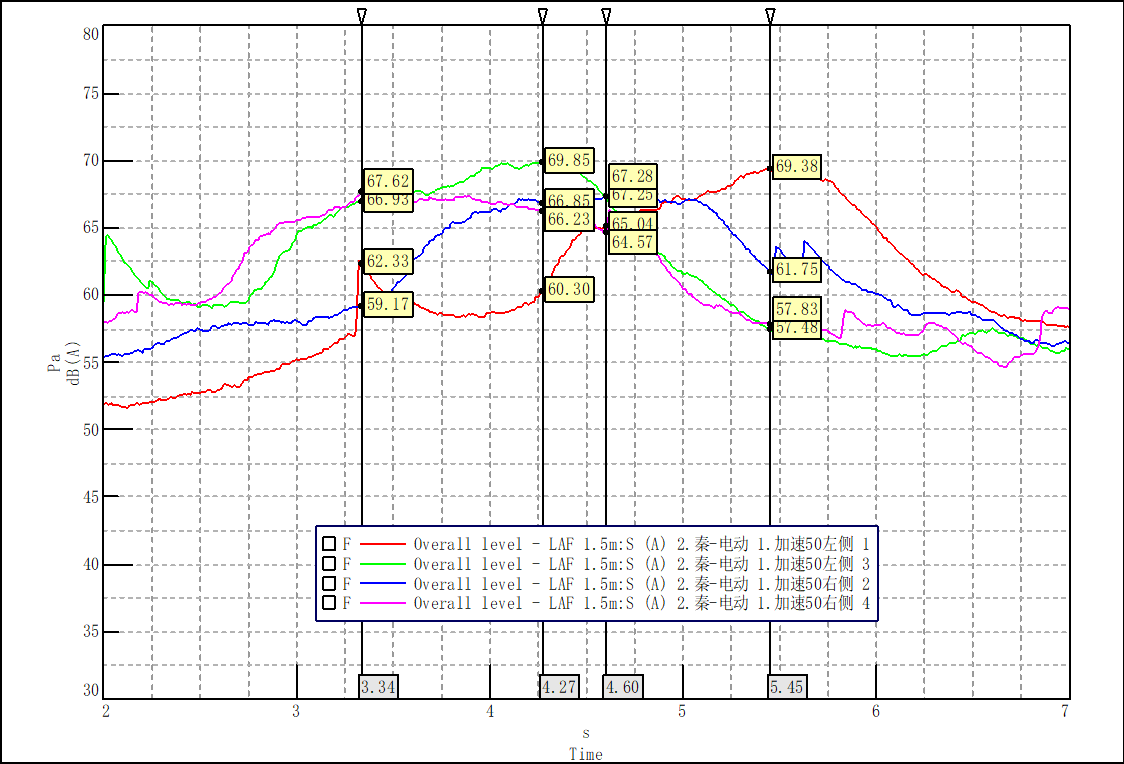 80
75
70
65
60
55
50
45
40
35
30
Pa
dB(A)
67.62
66.93
62.33
59.17
69.85
66.85
66.23
60.30
67.28
67.25
65.04
64.57
69.38
61.75
57.83
57.48
F Overall level - LAF 1.5m:S (A) 2.秦-电动 1.加速50左侧 1
F Overall level - LAF 1.5m:S (A) 2.秦-电动 1.加速50左侧 3
F Overall level - LAF 1.5m:S (A) 2.秦-电动 1.加速50右侧 2
F Overall level - LAF 1.5m:S (A) 2.秦-电动 1.加速50右侧 4
3.34 4.27 4.60 5.45
2 3 4 5 6 7
s
Time